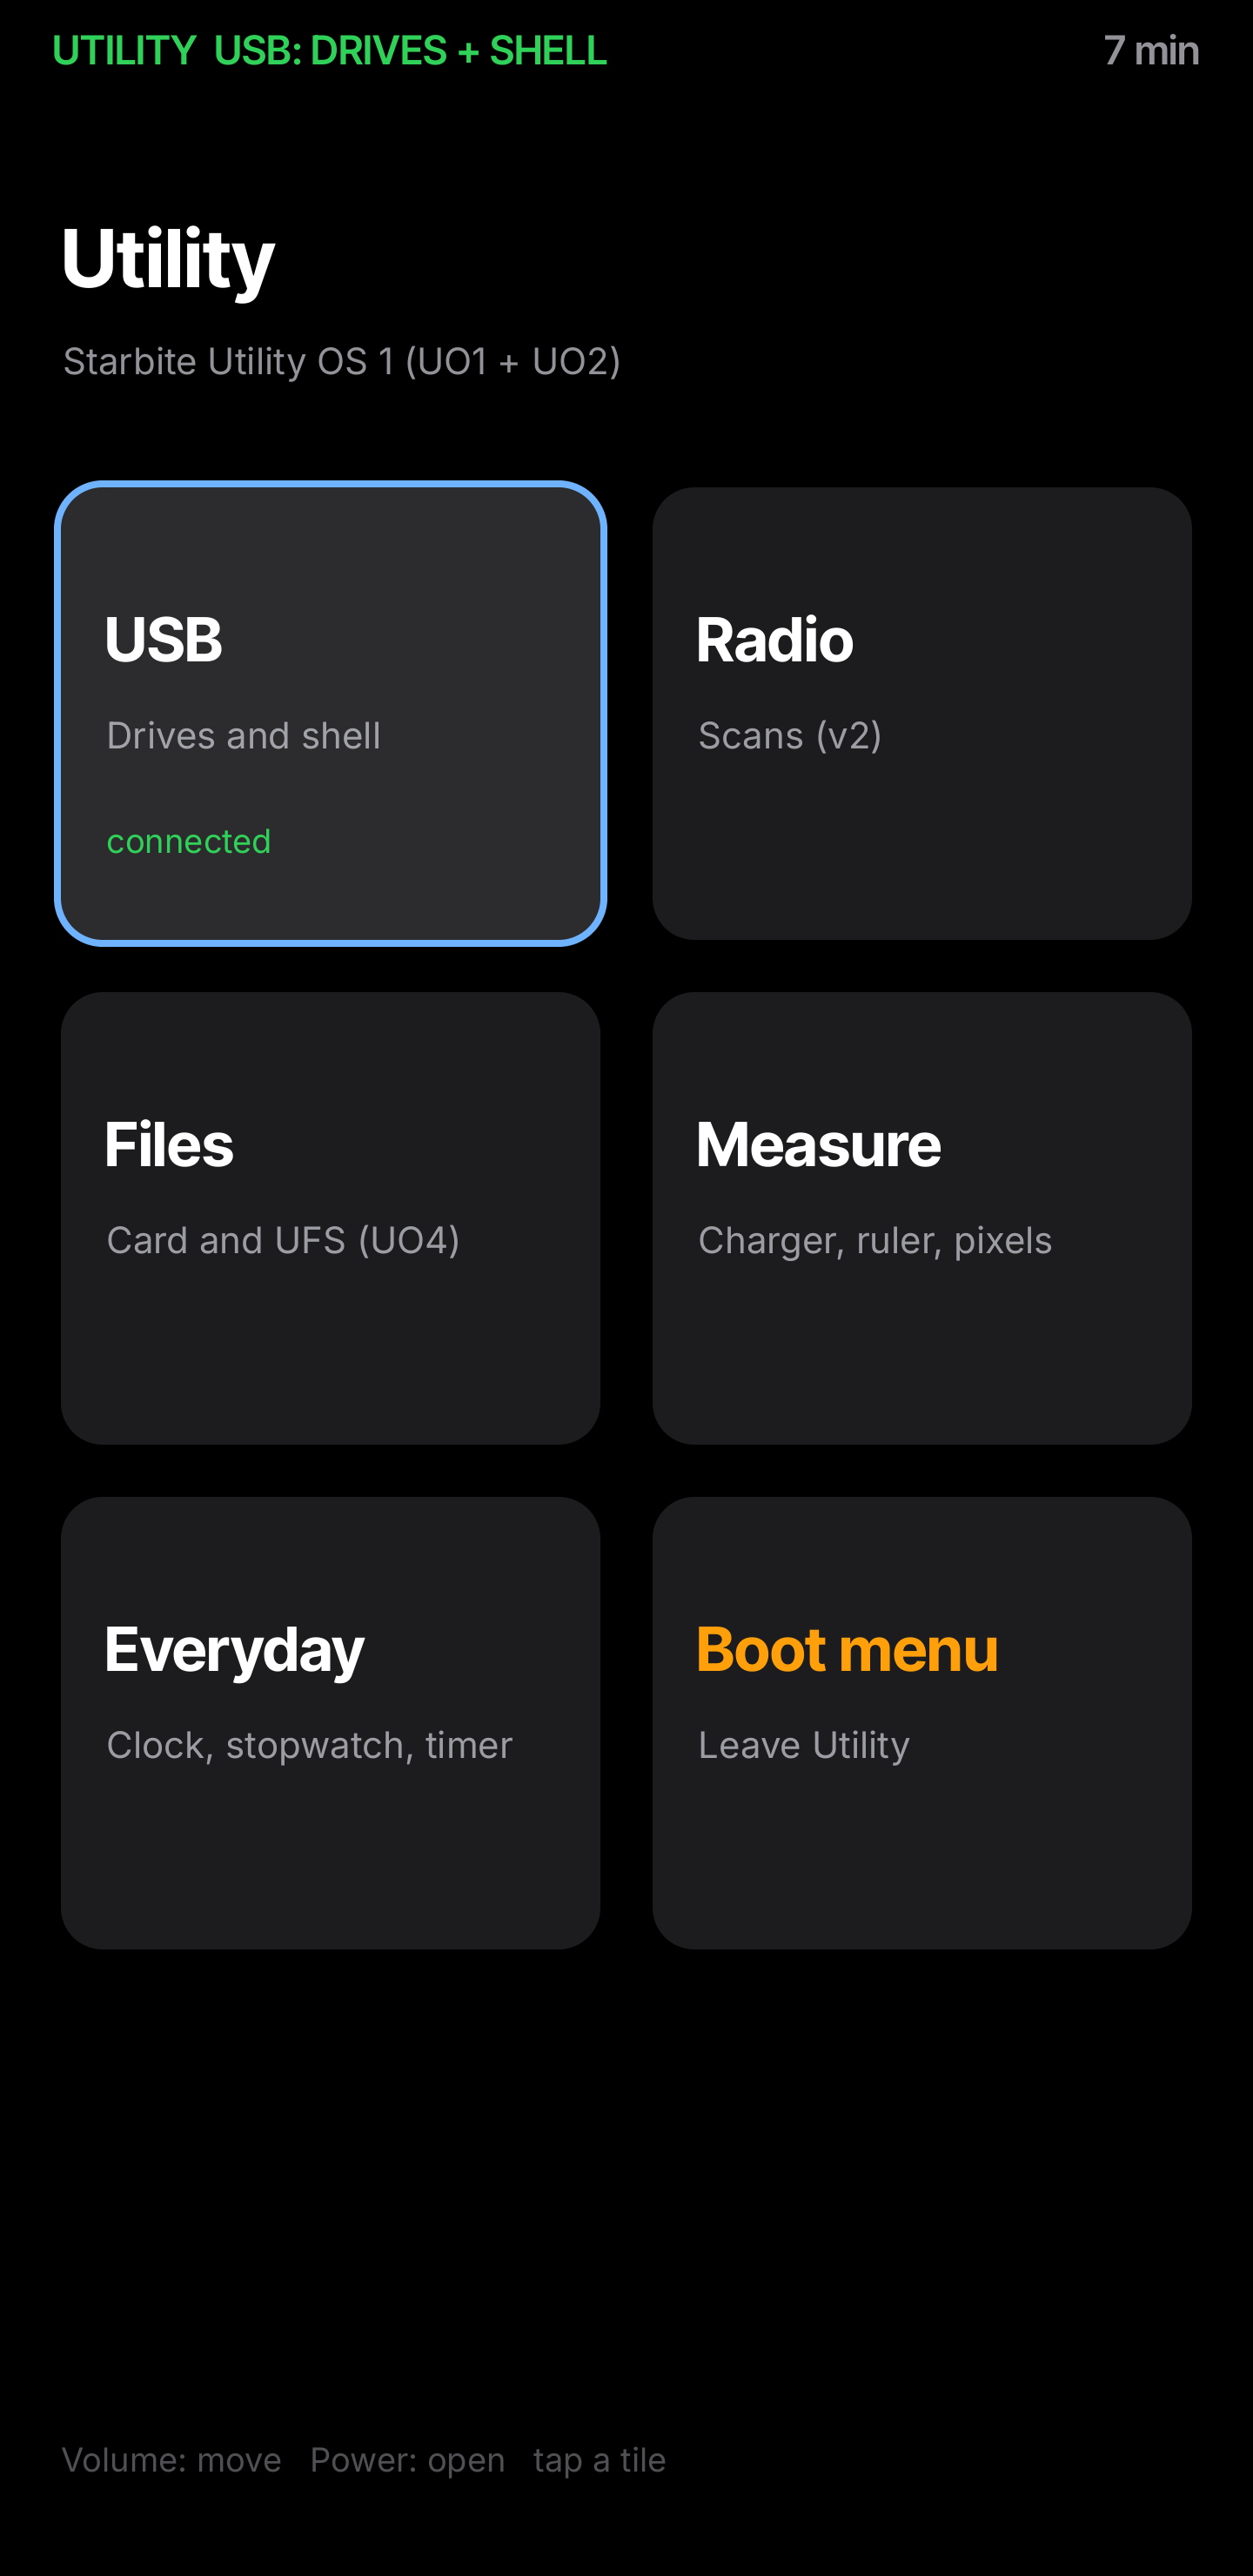 UTILITY USB: DRIVES + SHELL
7 min
Utility
Starbite Utility OS 1 (UO1 + UO2)
USB
Drives and shell
connected
Radio
Scans (v2)
Files
Card and UFS (UO4)
Measure
Charger, ruler, pixels
Everyday
Clock, stopwatch, timer
Boot menu
Leave Utility
Volume: move Power: open tap a tile